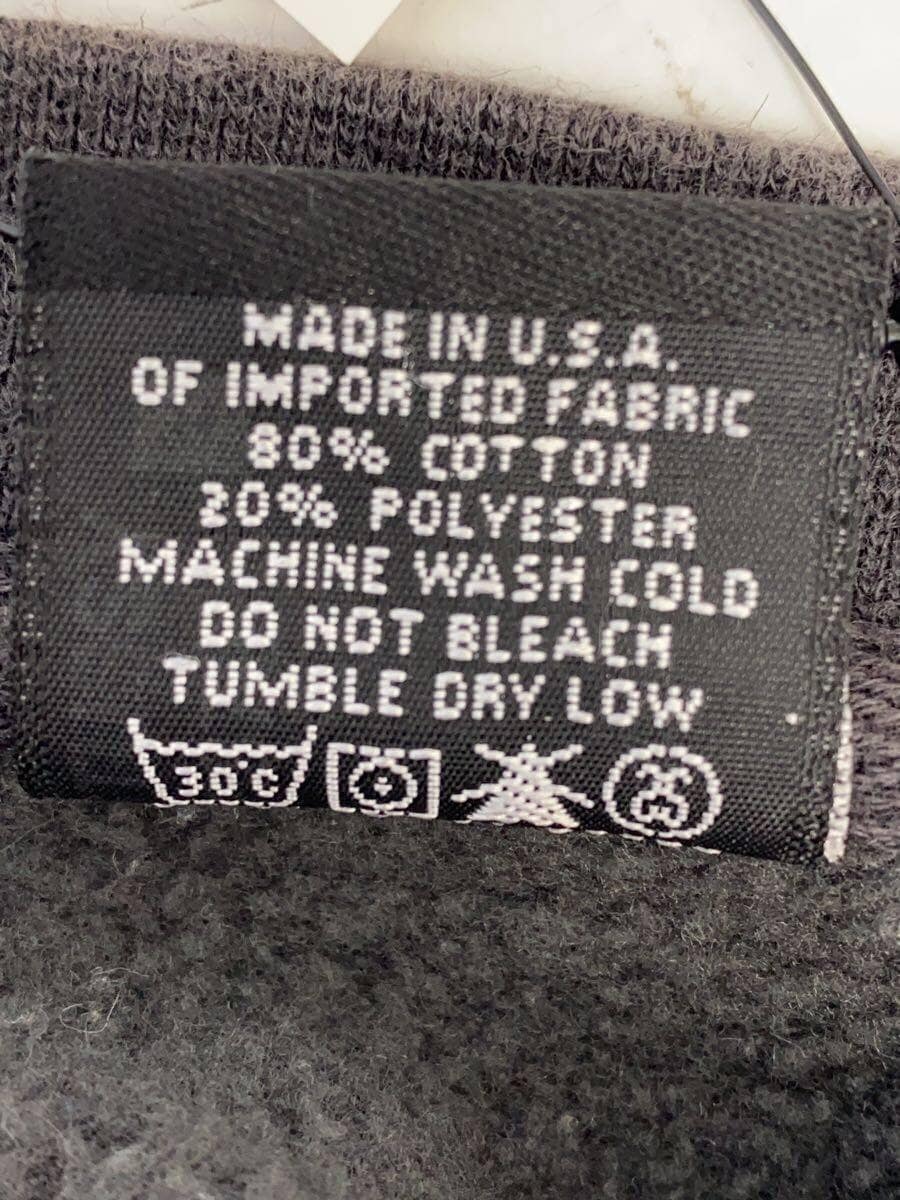 MADE IN U.S.A.
OF IMPORTED FABRIC
80% COTTON
20% POLYESTER
MACHINE WASH COLD
DO NOT BLEACH
TUMBLE DRY LOW
30°C